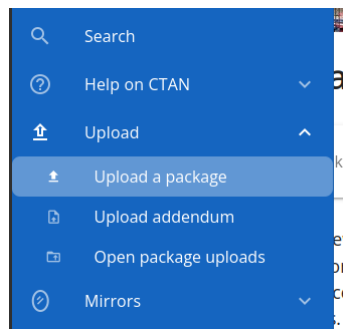 Search
Help on CTAN
Upload
Upload a package
Upload addendum
Open package uploads
Mirrors